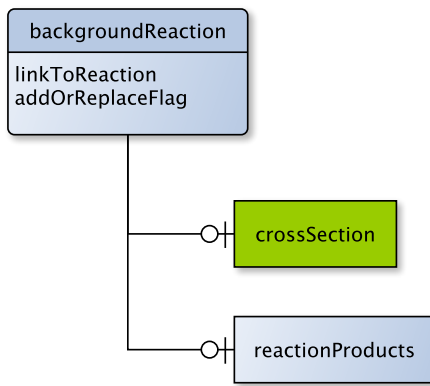 backgroundReaction
linkToReaction
addOrReplaceFlag
crossSection
reactionProducts